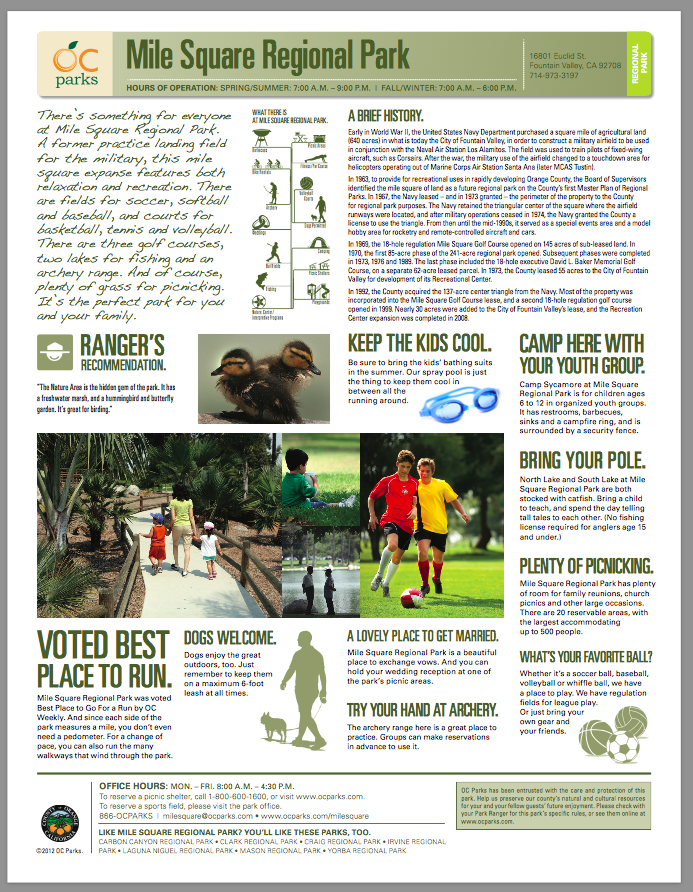 OC
parks
Mile Square Regional Park
HOURS OF OPERATION: SPRING/SUMMER: 7:00 A.M. – 9:00 P.M. | FALL/WINTER: 7:00 A.M. – 6:00 P.M.
16801 Euclid St.
Fountain Valley, CA 92708
714-973-3197
REGIONAL
PARK
There's something for everyone
at Mile Square Regional Park.
A former practice landing field
for the military, this mile
square expanse features both
relaxation and recreation. There
are fields for soccer, softball
and baseball, and courts for
basketball, tennis and volleyball.
There are three golf courses,
two lakes for fishing and an
archery range. And of course,
plenty of grass for picnicking.
It's the perfect park for you
and your family.
WHAT THERE IS
AT MILE SQUARE REGIONAL PARK.
Barbecues
Picnic Areas
Bike Rentals
Fitness/Par Course
Archery
Volleyball
Courts
Dogs Permitted
Weddings
Camping
Golf Fields
Picnic Shelters
Fishing
Playgrounds
Nature Center/
Interpretive Programs
A BRIEF HISTORY.
Early in World War II, the United States Navy Department purchased a square mile of agricultural land
(640 acres) in what is today the City of Fountain Valley, in order to construct a military airfield to be used
in conjunction with the Naval Air Station Los Alamitos. The field was used to train pilots of fixed-wing
aircraft, such as Corsairs. After the war, the military use of the airfield changed to a touchdown area for
helicopters operating out of Marine Corps Air Station Santa Ana (later MCAS Tustin).
In 1963, to provide for recreational uses in rapidly developing Orange County, the Board of Supervisors
identified the mile square of land as a future regional park on the County's first Master Plan of Regional
Parks. In 1967, the Navy leased – and in 1973 granted – the perimeter of the property to the County
for regional park purposes. The Navy retained the triangular center of the square where the airfield
runways were located, and after military operations ceased in 1974, the Navy granted the County a
license to use the triangle. From then until the mid-1990s, it served as a special events area and a model
hobby area for rocketry and remote-controlled aircraft and cars.
In 1969, the 18-hole regulation Mile Square Golf Course opened on 145 acres of sub-leased land. In
1970, the first 85-acre phase of the 241-acre regional park opened. Subsequent phases were completed
in 1973, 1976 and 1989. The last phase included the 18-hole executive David L. Baker Memorial Golf
Course, on a separate 62-acre leased parcel. In 1973, the County leased 55 acres to the City of Fountain
Valley for development of its Recreational Center.
In 1992, the County acquired the 137-acre center triangle from the Navy. Most of the property was
incorporated into the Mile Square Golf Course lease, and a second 18-hole regulation golf course
opened in 1999. Nearly 30 acres were added to the City of Fountain Valley's lease, and the Recreation
Center expansion was completed in 2008.
RANGER'S
RECOMMENDATION.
"The Nature Area is the hidden gem of the park. It has
a freshwater marsh, and a hummingbird and butterfly
garden. It's great for birding."
KEEP THE KIDS COOL.
Be sure to bring the kids' bathing suits
in the summer. Our spray pool is just
the thing to keep them cool in
between all the
running around.
CAMP HERE WITH
YOUR YOUTH GROUP.
Camp Sycamore at Mile Square
Regional Park is for children ages
6 to 12 in organized youth groups.
It has restrooms, barbecues,
sinks and a campfire ring, and is
surrounded by a security fence.
BRING YOUR POLE.
North Lake and South Lake at Mile
Square Regional Park are both
stocked with catfish. Bring a child
to teach, and spend the day telling
tall tales to each other. (No fishing
license required for anglers age 15
and under.)
PLENTY OF PICNICKING.
Mile Square Regional Park has plenty
of room for family reunions, church
picnics and other large occasions.
There are 20 reservable areas, with
the largest accommodating
up to 500 people.
WHAT'S YOUR FAVORITE BALL?
Whether it's a soccer ball, baseball,
volleyball or whiffle ball, we have
a place to play. We have regulation
fields for league play.
Or just bring your
own gear and
your friends.
VOTED BEST
PLACE TO RUN.
Mile Square Regional Park was voted
Best Place to Go For a Run by OC
Weekly. And since each side of the
park measures a mile, you don't even
need a pedometer. For a change of
pace, you can also run the many
walkways that wind through the park.
DOGS WELCOME.
Dogs enjoy the great
outdoors, too. Just
remember to keep them
on a maximum 6-foot
leash at all times.
A LOVELY PLACE TO GET MARRIED.
Mile Square Regional Park is a beautiful
place to exchange vows. And you can
hold your wedding reception at one of
the park's picnic areas.
TRY YOUR HAND AT ARCHERY.
The archery range here is a great place to
practice. Groups can make reservations
in advance to use it.
©2012 OC Parks.
OFFICE HOURS: MON. – FRI. 8:00 A.M. – 4:30 P.M.
To reserve a picnic shelter, call 1-800-600-1600, or visit www.ocparks.com.
To reserve a sports field, please visit the park office.
866-OCPARKS | milesquare@ocparks.com • www.ocparks.com/milesquare
LIKE MILE SQUARE REGIONAL PARK? YOU'LL LIKE THESE PARKS, TOO.
CARBON CANYON REGIONAL PARK • CLARK REGIONAL PARK • CRAIG REGIONAL PARK • IRVINE REGIONAL
PARK • LAGUNA NIGUEL REGIONAL PARK • MASON REGIONAL PARK • YORBA REGIONAL PARK
OC Parks has been entrusted with the care and protection of this
park. Help us preserve our county's natural and cultural resources
for your and your fellow guests' future enjoyment. Please check with
your Park Ranger for this park's specific rules, or see them online at
www.ocparks.com.